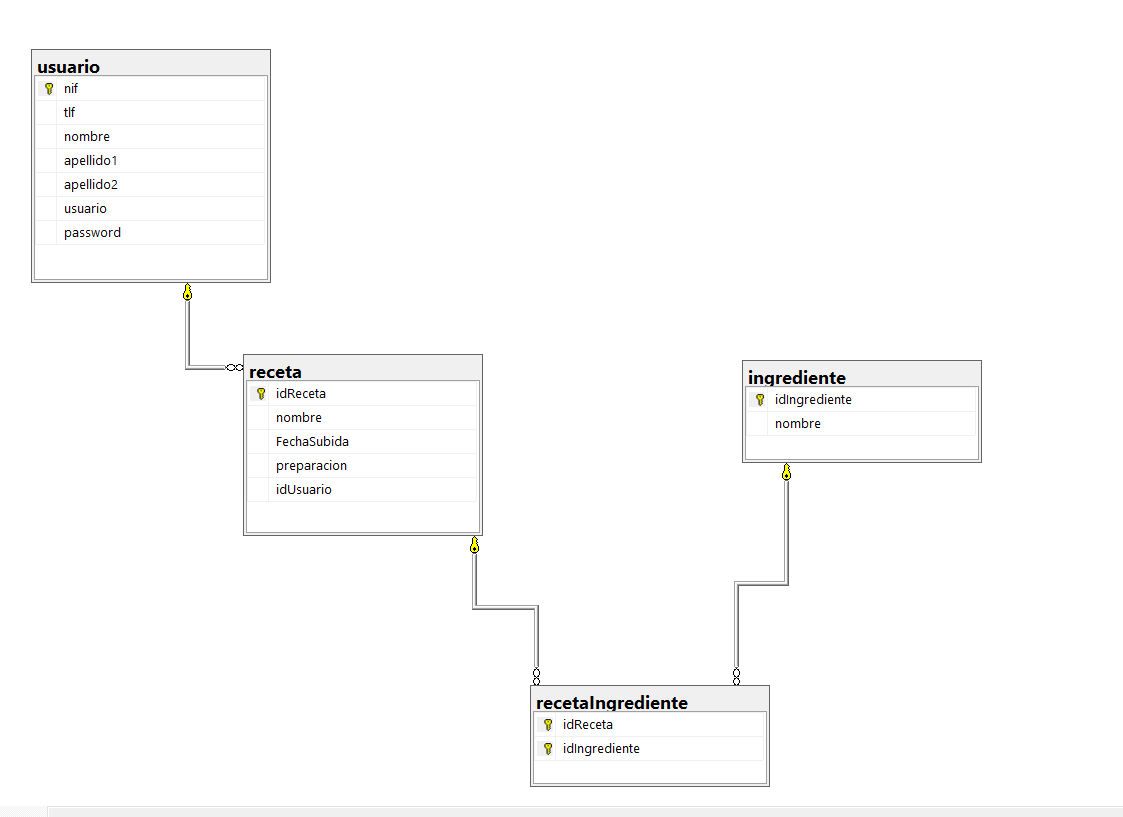 usuario
nif
tlf
nombre
apellido1
apellido2
usuario
password
receta
idReceta
nombre
FechaSubida
preparacion
idUsuario
ingrediente
idIngrediente
nombre
recetaIngrediente
idReceta
idIngrediente